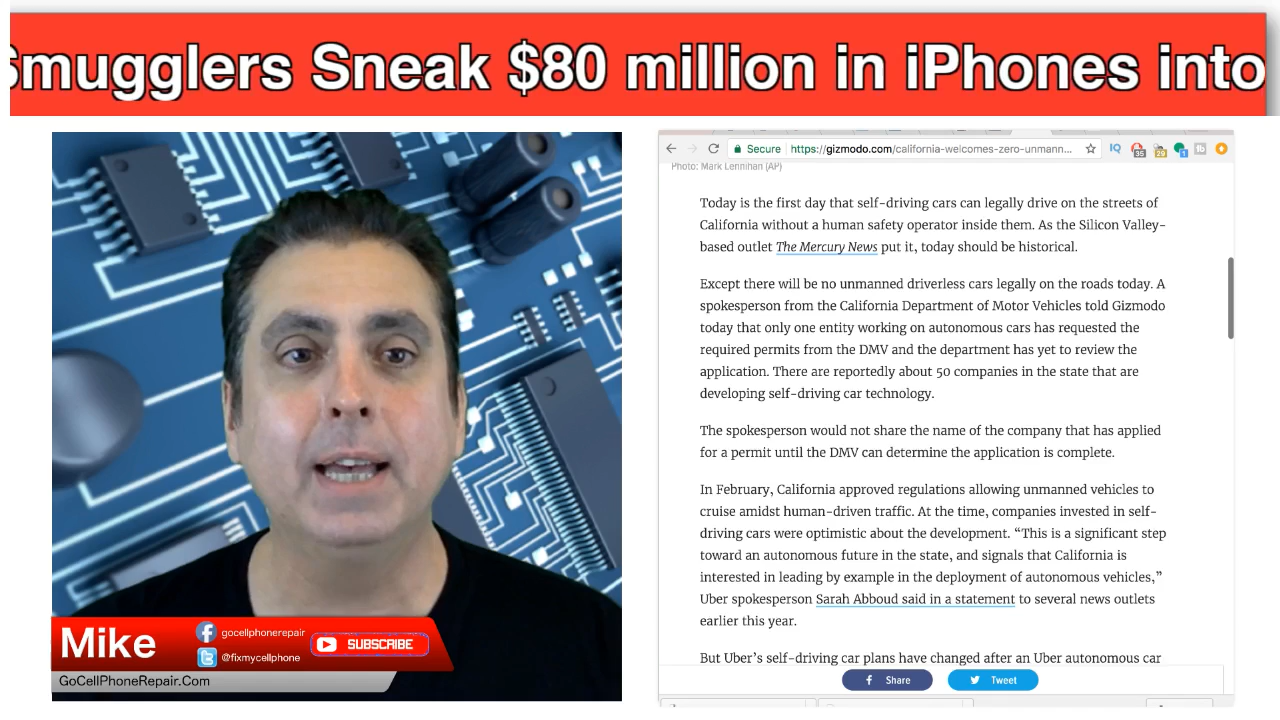 Smugglers Sneak $80 million in iPhones into
Secure https://gizmodo.com/california-welcomes-zero-unmann...
IQ
35
29
1
Photo: Mark Lennihan (AP)
Today is the first day that self-driving cars can legally drive on the streets of
California without a human safety operator inside them. As the Silicon Valley-
based outlet The Mercury News put it, today should be historical.
Except there will be no unmanned driverless cars legally on the roads today. A
spokesperson from the California Department of Motor Vehicles told Gizmodo
today that only one entity working on autonomous cars has requested the
required permits from the DMV and the department has yet to review the
application. There are reportedly about 50 companies in the state that are
developing self-driving car technology.
The spokesperson would not share the name of the company that has applied
for a permit until the DMV can determine the application is complete.
In February, California approved regulations allowing unmanned vehicles to
cruise amidst human-driven traffic. At the time, companies invested in self-
driving cars were optimistic about the development. “This is a significant step
toward an autonomous future in the state, and signals that California is
interested in leading by example in the deployment of autonomous vehicles,”
Uber spokesperson Sarah Abboud said in a statement to several news outlets
earlier this year.
But Uber’s self-driving car plans have changed after an Uber autonomous car
Share Tweet
Mike
gocellphonerepair
@fixmycellphone
SUBSCRIBE
GoCellPhoneRepair.Com